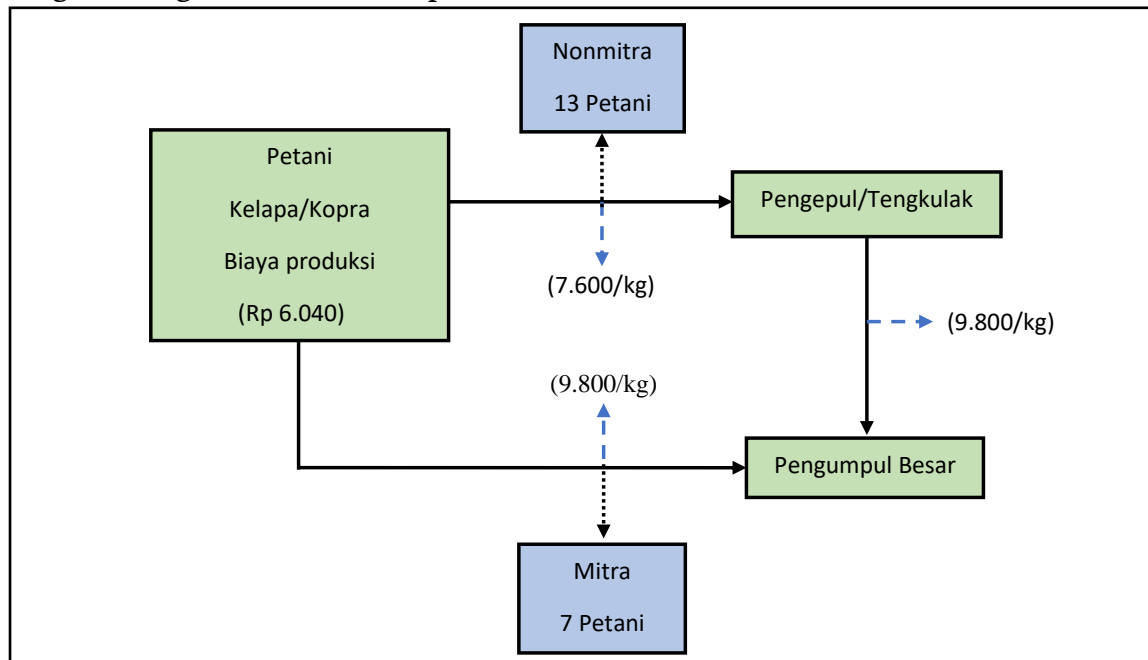 Nonmitra
13 Petani
Petani
Kelapa/Kopra
Biaya produksi
(Rp 6.040)
Pengepul/Tengkulak
(7.600/kg)
(9.800/kg)
(9.800/kg)
Pengumpul Besar
Mitra
7 Petani